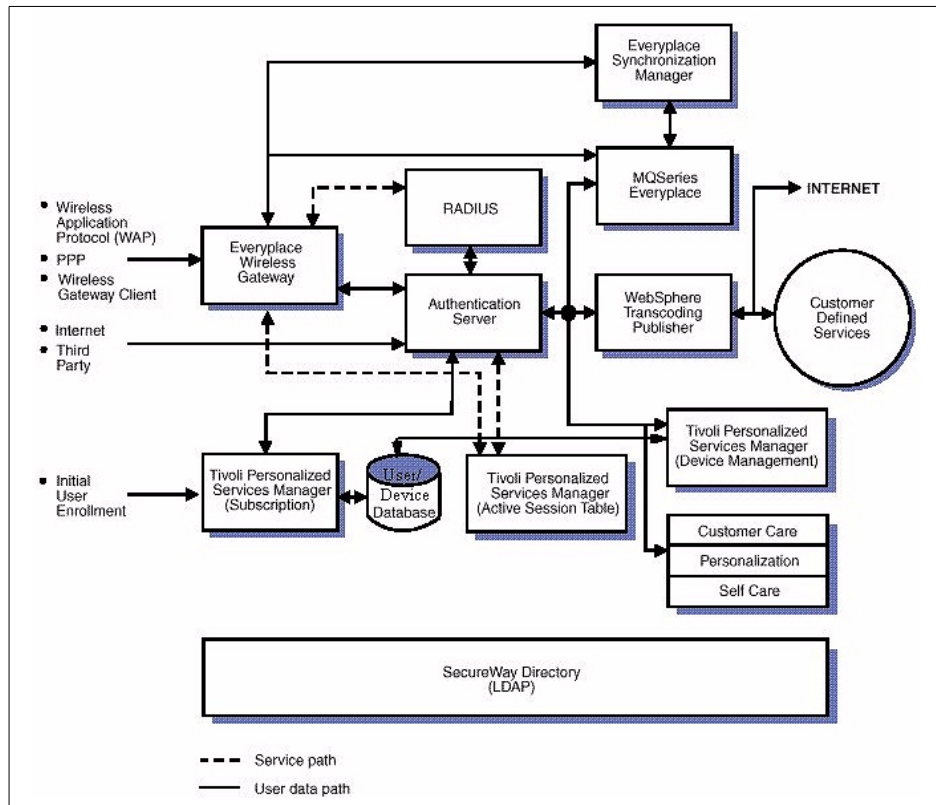 Everyplace
Synchronization
Manager
MQSeries
Everyplace
INTERNET
RADIUS
• Wireless
Application
Protocol (WAP)
• PPP
• Wireless
Gateway Client
Everyplace
Wireless
Gateway
Authentication
Server
WebSphere
Transcoding
Publisher
Customer
Defined
Services
• Internet
• Third
Party
Tivoli Personalized
Services Manager
(Device Management)
• Initial
User
Enrollment
Tivoli Personalized
Services Manager
(Subscription)
User/
Device
Database
Tivoli Personalized
Services Manager
(Active Session Table)
Customer Care
Personalization
Self Care
SecureWay Directory
(LDAP)
Service path
User data path